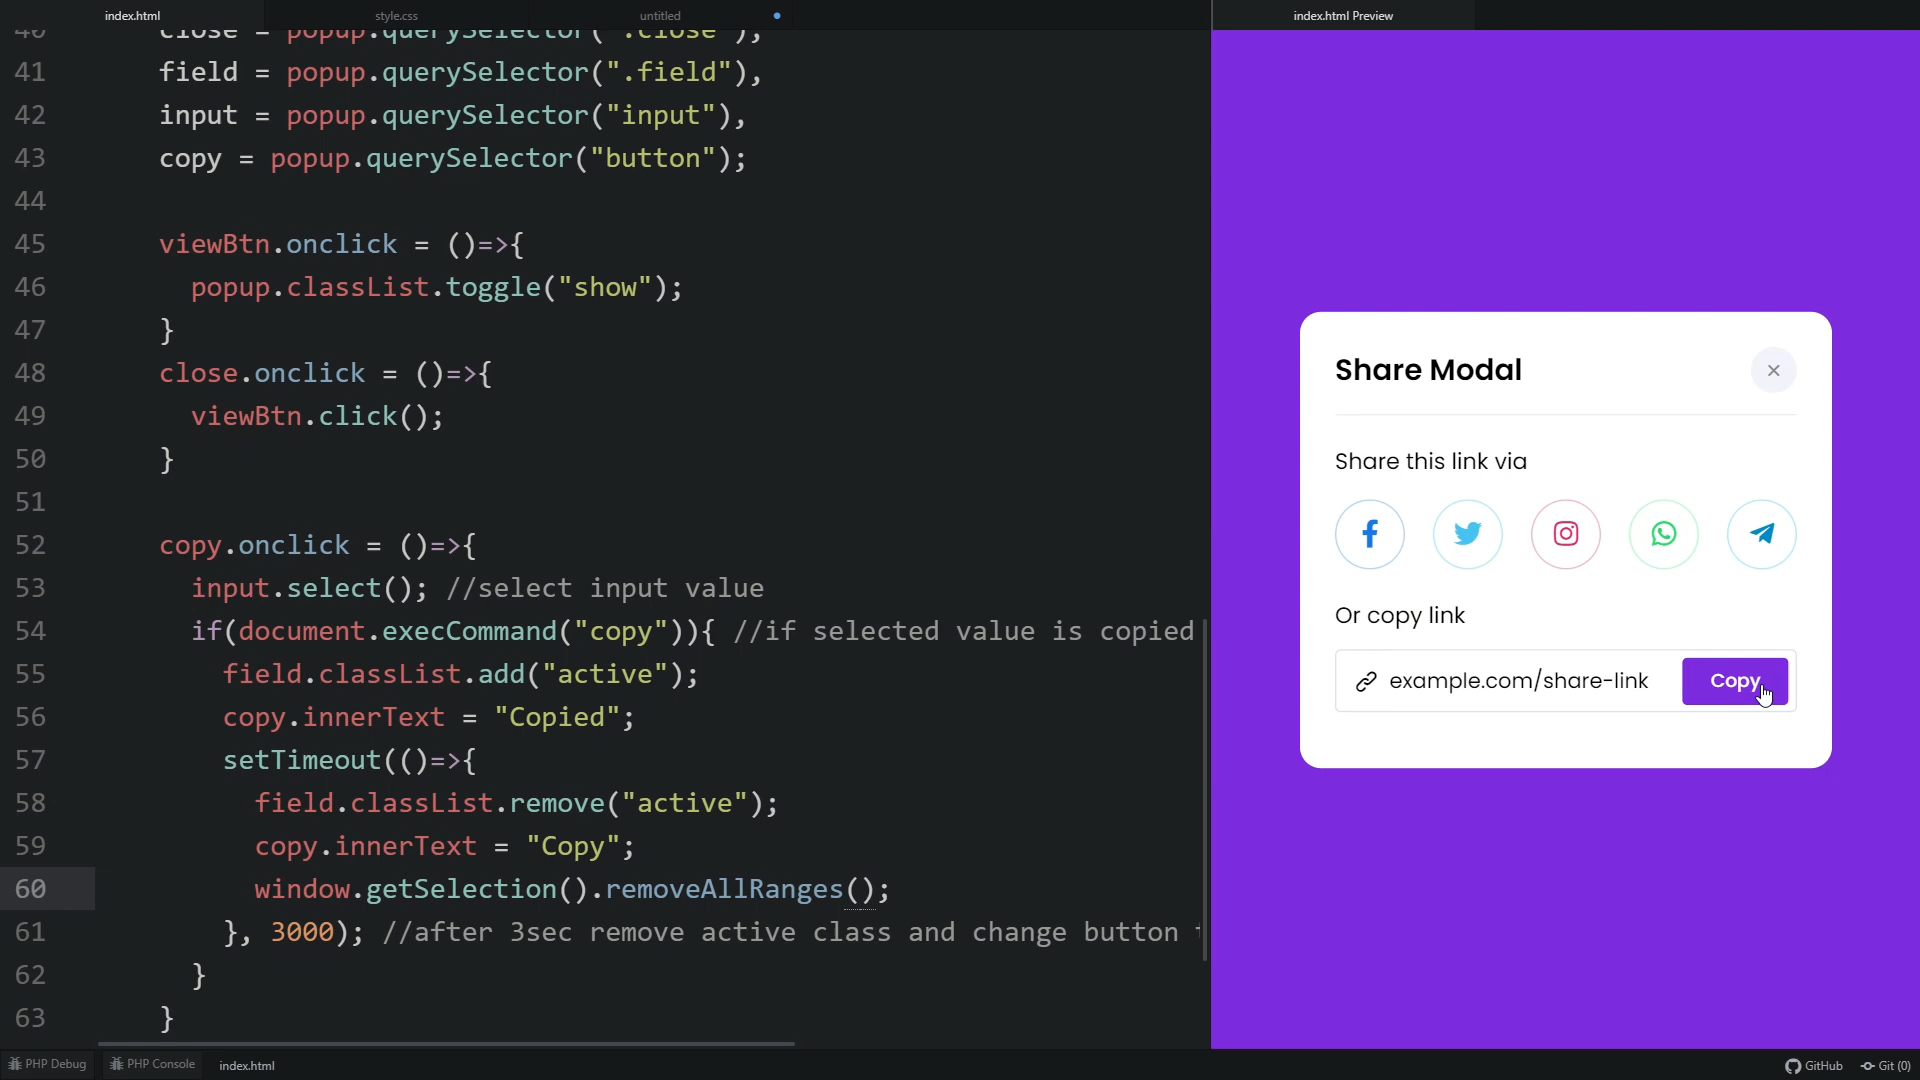 index.html
style.css
untitled
index.html Preview
40 close = popup.querySelector(".close"),
41 field = popup.querySelector(".field"),
42 input = popup.querySelector("input"),
43 copy = popup.querySelector("button");
44
45 viewBtn.onclick = ()=>{
46 popup.classList.toggle("show");
47 }
48 close.onclick = ()=>{
49 viewBtn.click();
50 }
51
52 copy.onclick = ()=>{
53 input.select(); //select input value
54 if(document.execCommand("copy")){ //if selected value is copied
55 field.classList.add("active");
56 copy.innerText = "Copied";
57 setTimeout(()=>{
58 field.classList.remove("active");
59 copy.innerText = "Copy";
60 window.getSelection().removeAllRanges();
61 }, 3000); //after 3sec remove active class and change button
62 }
63 }
Share Modal
Share this link via
Or copy link
example.com/share-link
Copy
PHP Debug
PHP Console
index.html
GitHub
Git (0)